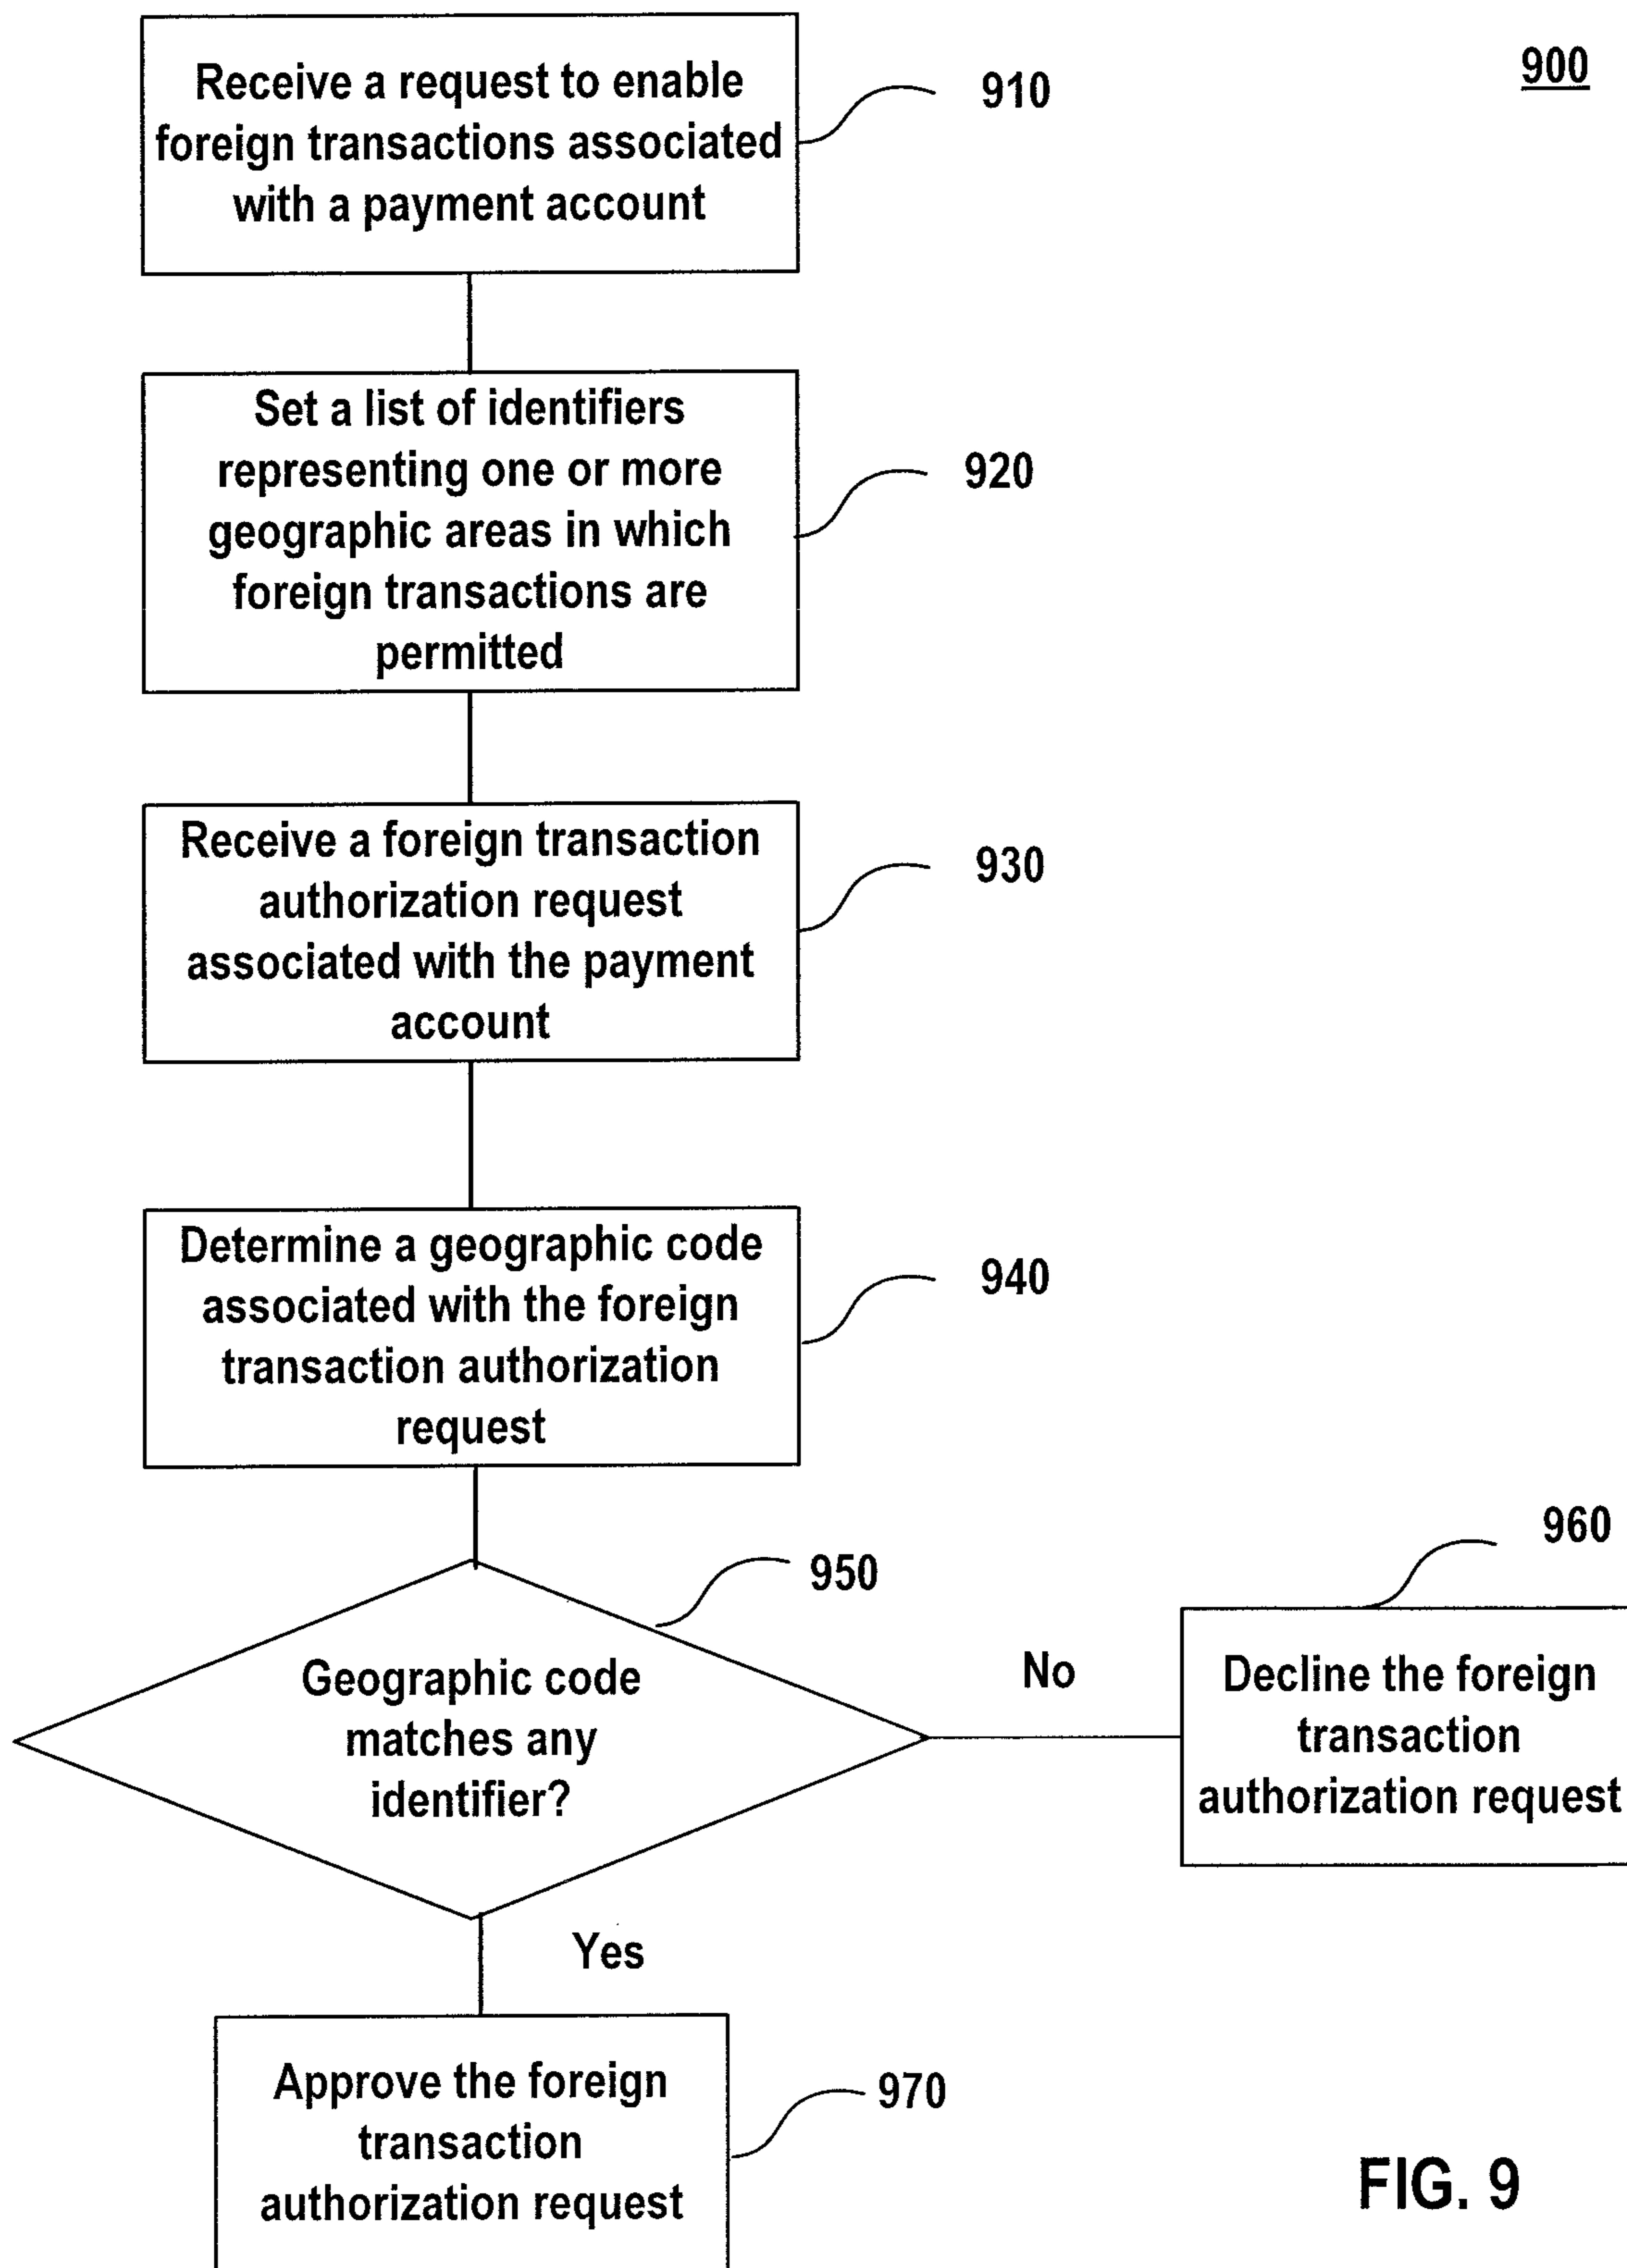 900
Receive a request to enable
foreign transactions associated
with a payment account
910
Set a list of identifiers
representing one or more
geographic areas in which
foreign transactions are
permitted
920
Receive a foreign transaction
authorization request
associated with the payment
account
930
Determine a geographic code
associated with the foreign
transaction authorization
request
940
950
Geographic code
matches any
identifier?
No
960
Decline the foreign
transaction
authorization request
Yes
Approve the foreign
transaction
authorization request
970
FIG. 9